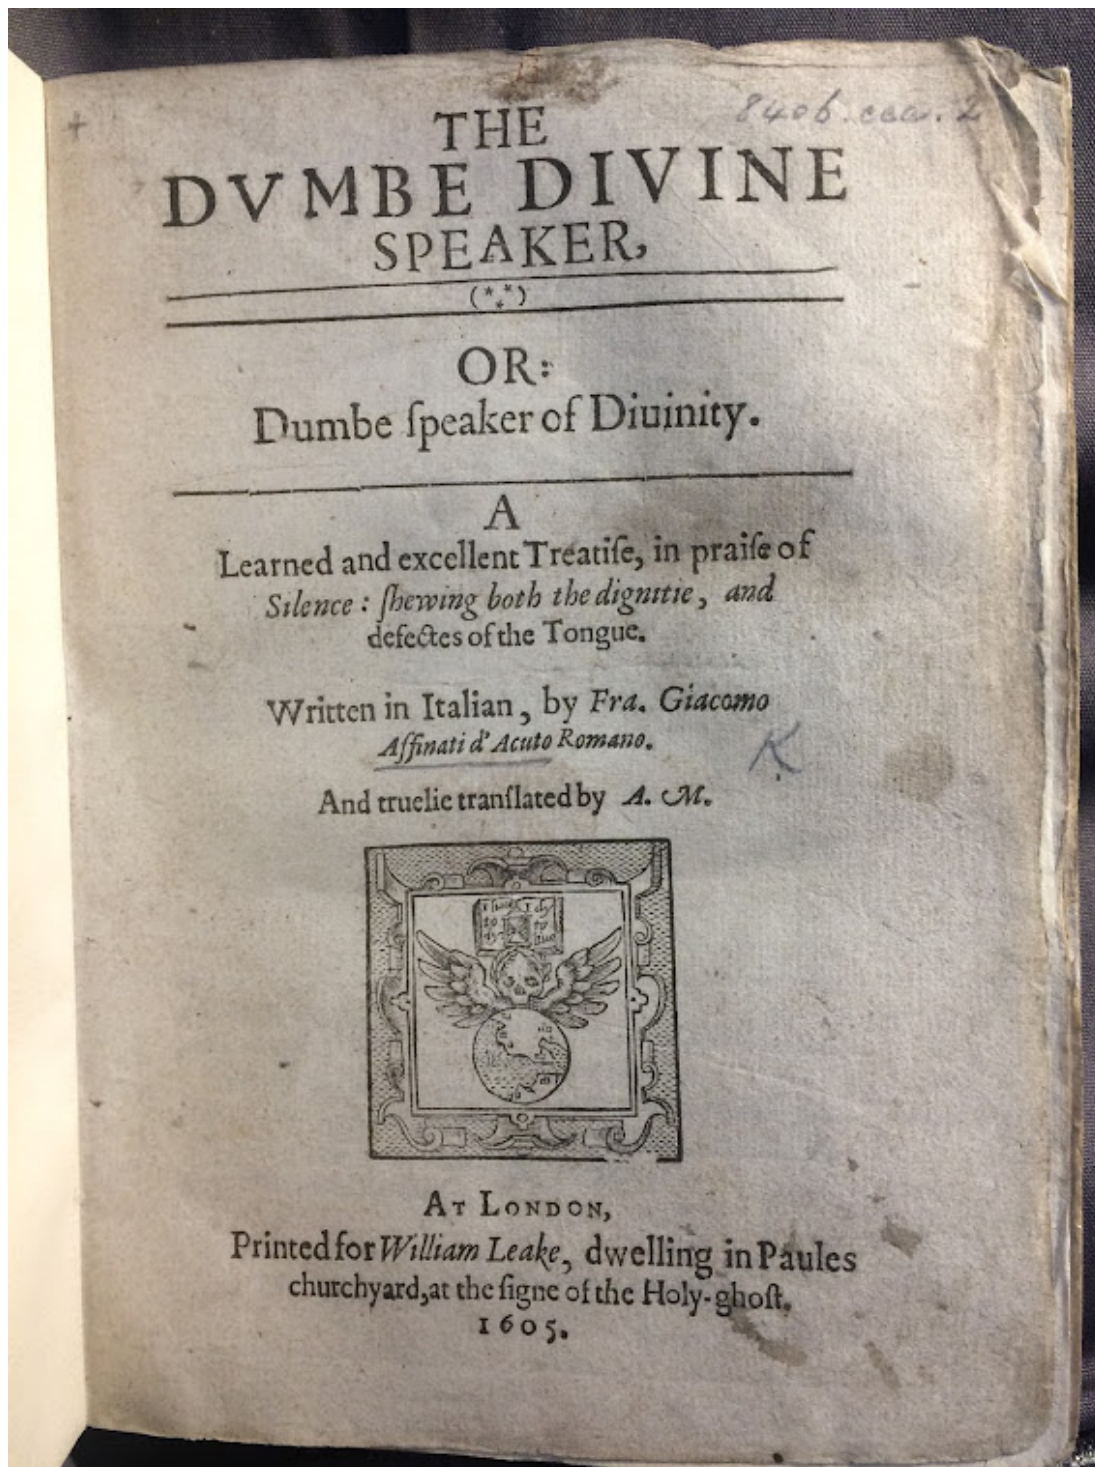 8406.ccc.2
THE
DVMBE DIVINE
SPEAKER,
(***)
OR:
Dumbe ſpeaker of Diuinity.
A
Learned and excellent Treatiſe, in praiſe of
Silence: ſhewing both the dignitie, and
defectes of the Tongue.
Written in Italian, by Fra. Giacomo
Affinati d' Acuto Romano.
K
And truelie tranſlated by A. M.
AT LONDON,
Printed for William Leake, dwelling in Paules
churchyard, at the ſigne of the Holy-ghoſt.
1605.